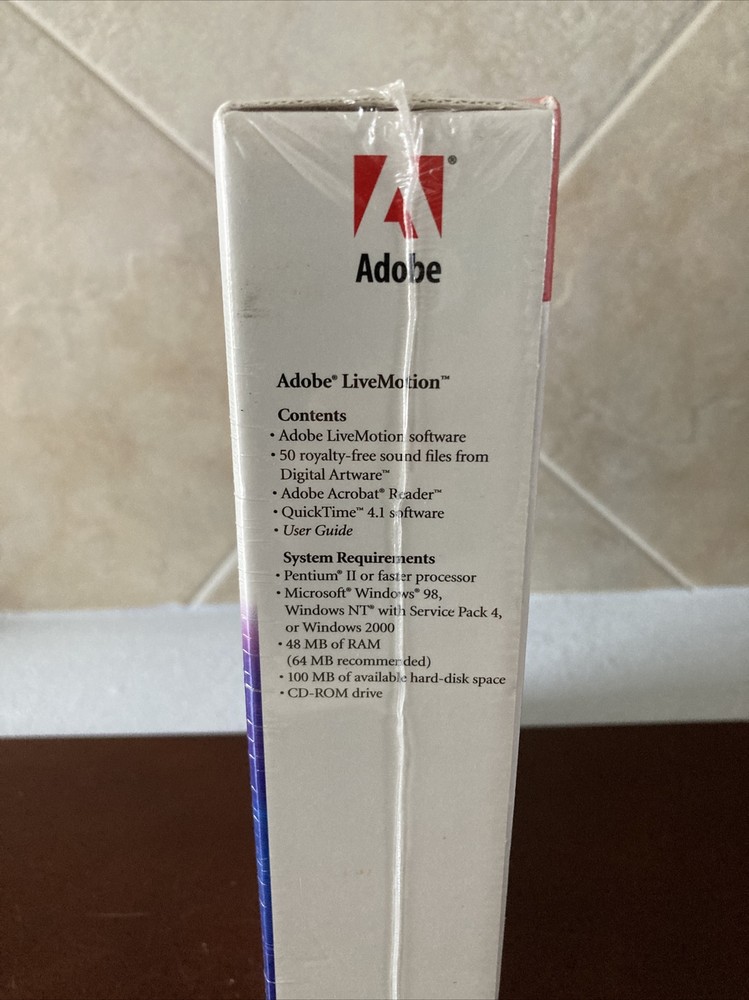 ®
Adobe
Adobe® LiveMotion™
Contents
• Adobe LiveMotion software
• 50 royalty-free sound files from
Digital Artware™
• Adobe Acrobat® Reader™
• QuickTime™ 4.1 software
• User Guide
System Requirements
• Pentium® II or faster processor
• Microsoft® Windows® 98,
Windows NT® with Service Pack 4,
or Windows 2000
• 48 MB of RAM
(64 MB recommended)
• 100 MB of available hard-disk space
• CD-ROM drive